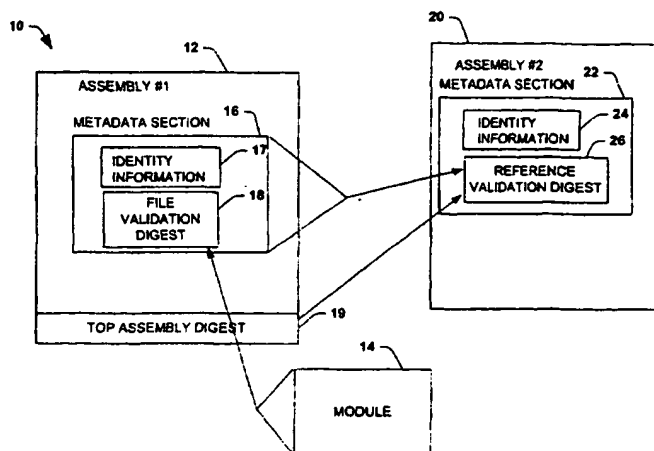 10
12
ASSEMBLY #1
METADATA SECTION
16
IDENTITY
INFORMATION
17
FILE
VALIDATION
DIGEST
18
TOP ASSEMBLY DIGEST
19
14
MODULE
20
ASSEMBLY #2
METADATA SECTION
22
IDENTITY
INFORMATION
24
REFERENCE
VALIDATION DIGEST
26